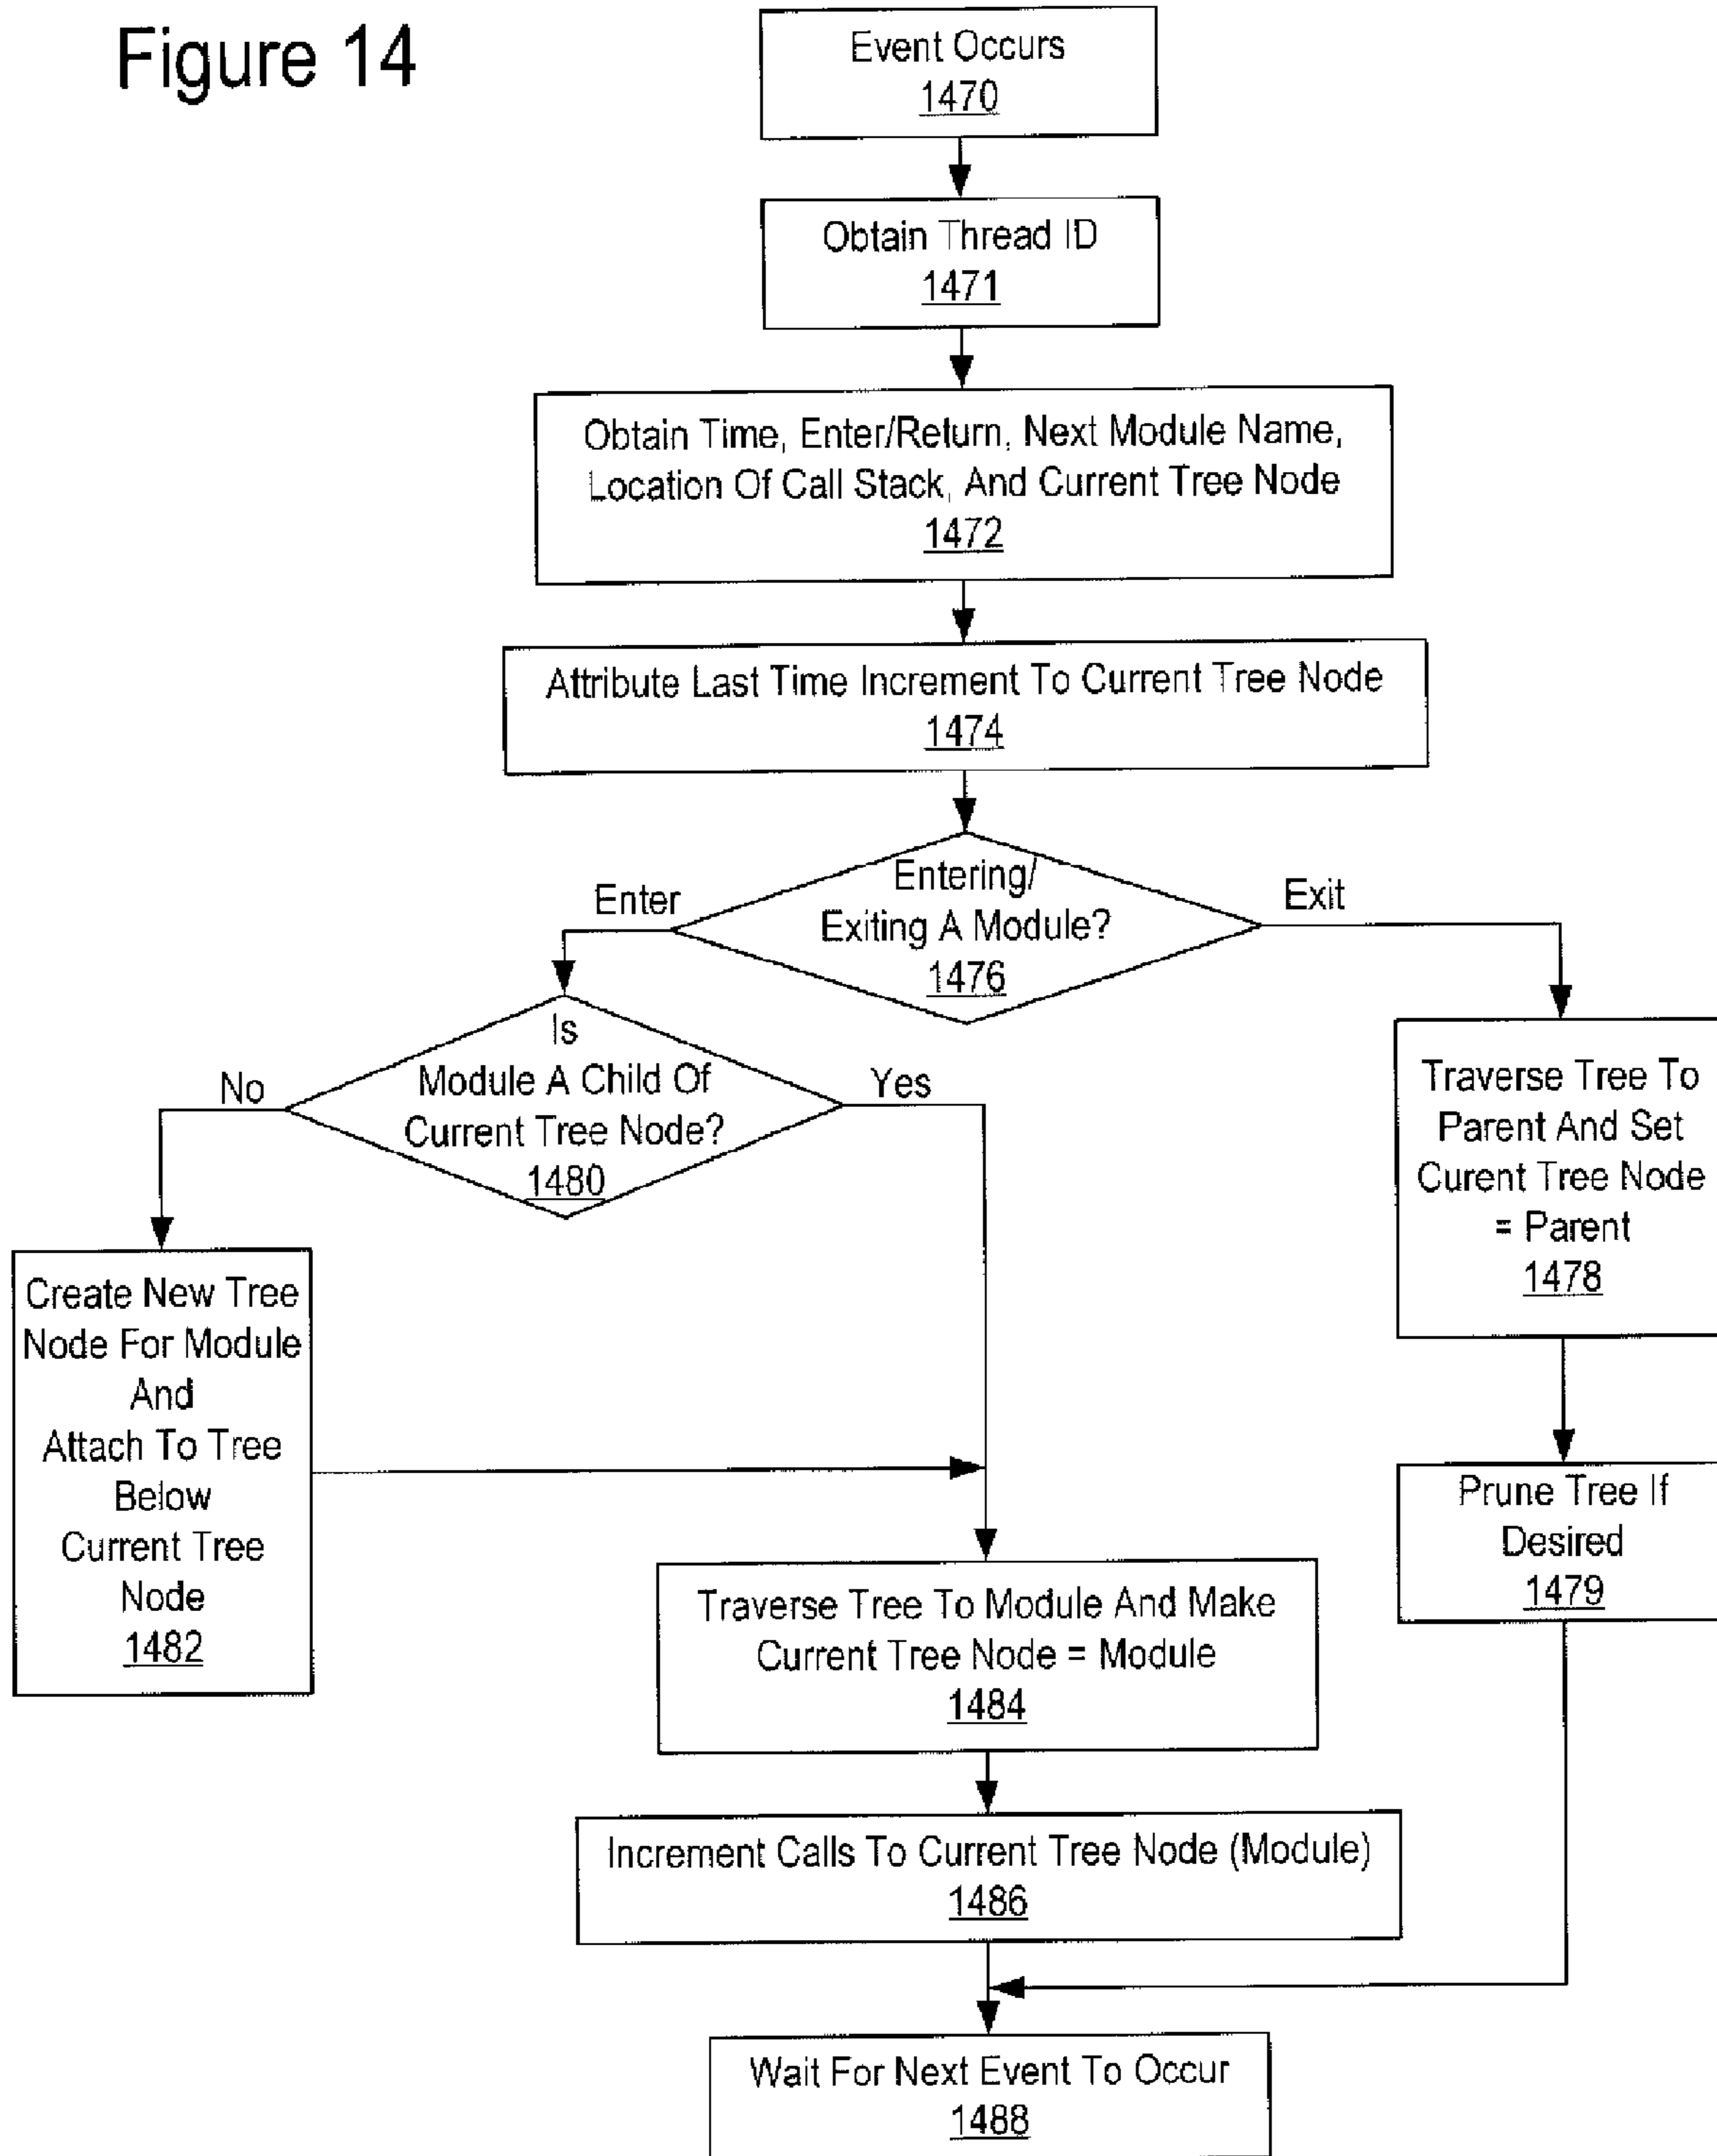 Figure 14
Event Occurs
1470
Obtain Thread ID
1471
Obtain Time, Enter/Return, Next Module Name,
Location Of Call Stack, And Current Tree Node
1472
Attribute Last Time Increment To Current Tree Node
1474
Entering/
Exiting A Module?
1476
Enter
Exit
Is
Module A Child Of
Current Tree Node?
1480
No
Yes
Traverse Tree To
Parent And Set
Curent Tree Node
= Parent
1478
Create New Tree
Node For Module
And
Attach To Tree
Below
Current Tree
Node
1482
Prune Tree If
Desired
1479
Traverse Tree To Module And Make
Current Tree Node = Module
1484
Increment Calls To Current Tree Node (Module)
1486
Wait For Next Event To Occur
1488